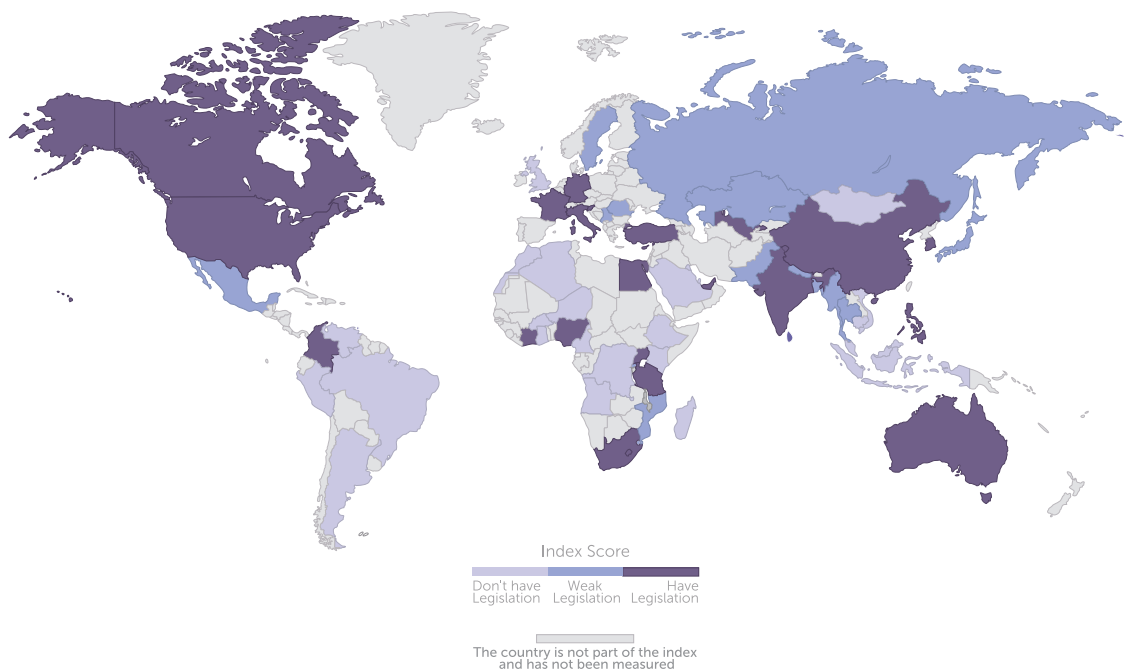 Index Score
Don't have Weak Have
Legislation Legislation Legislation
The country is not part of the index
and has not been measured